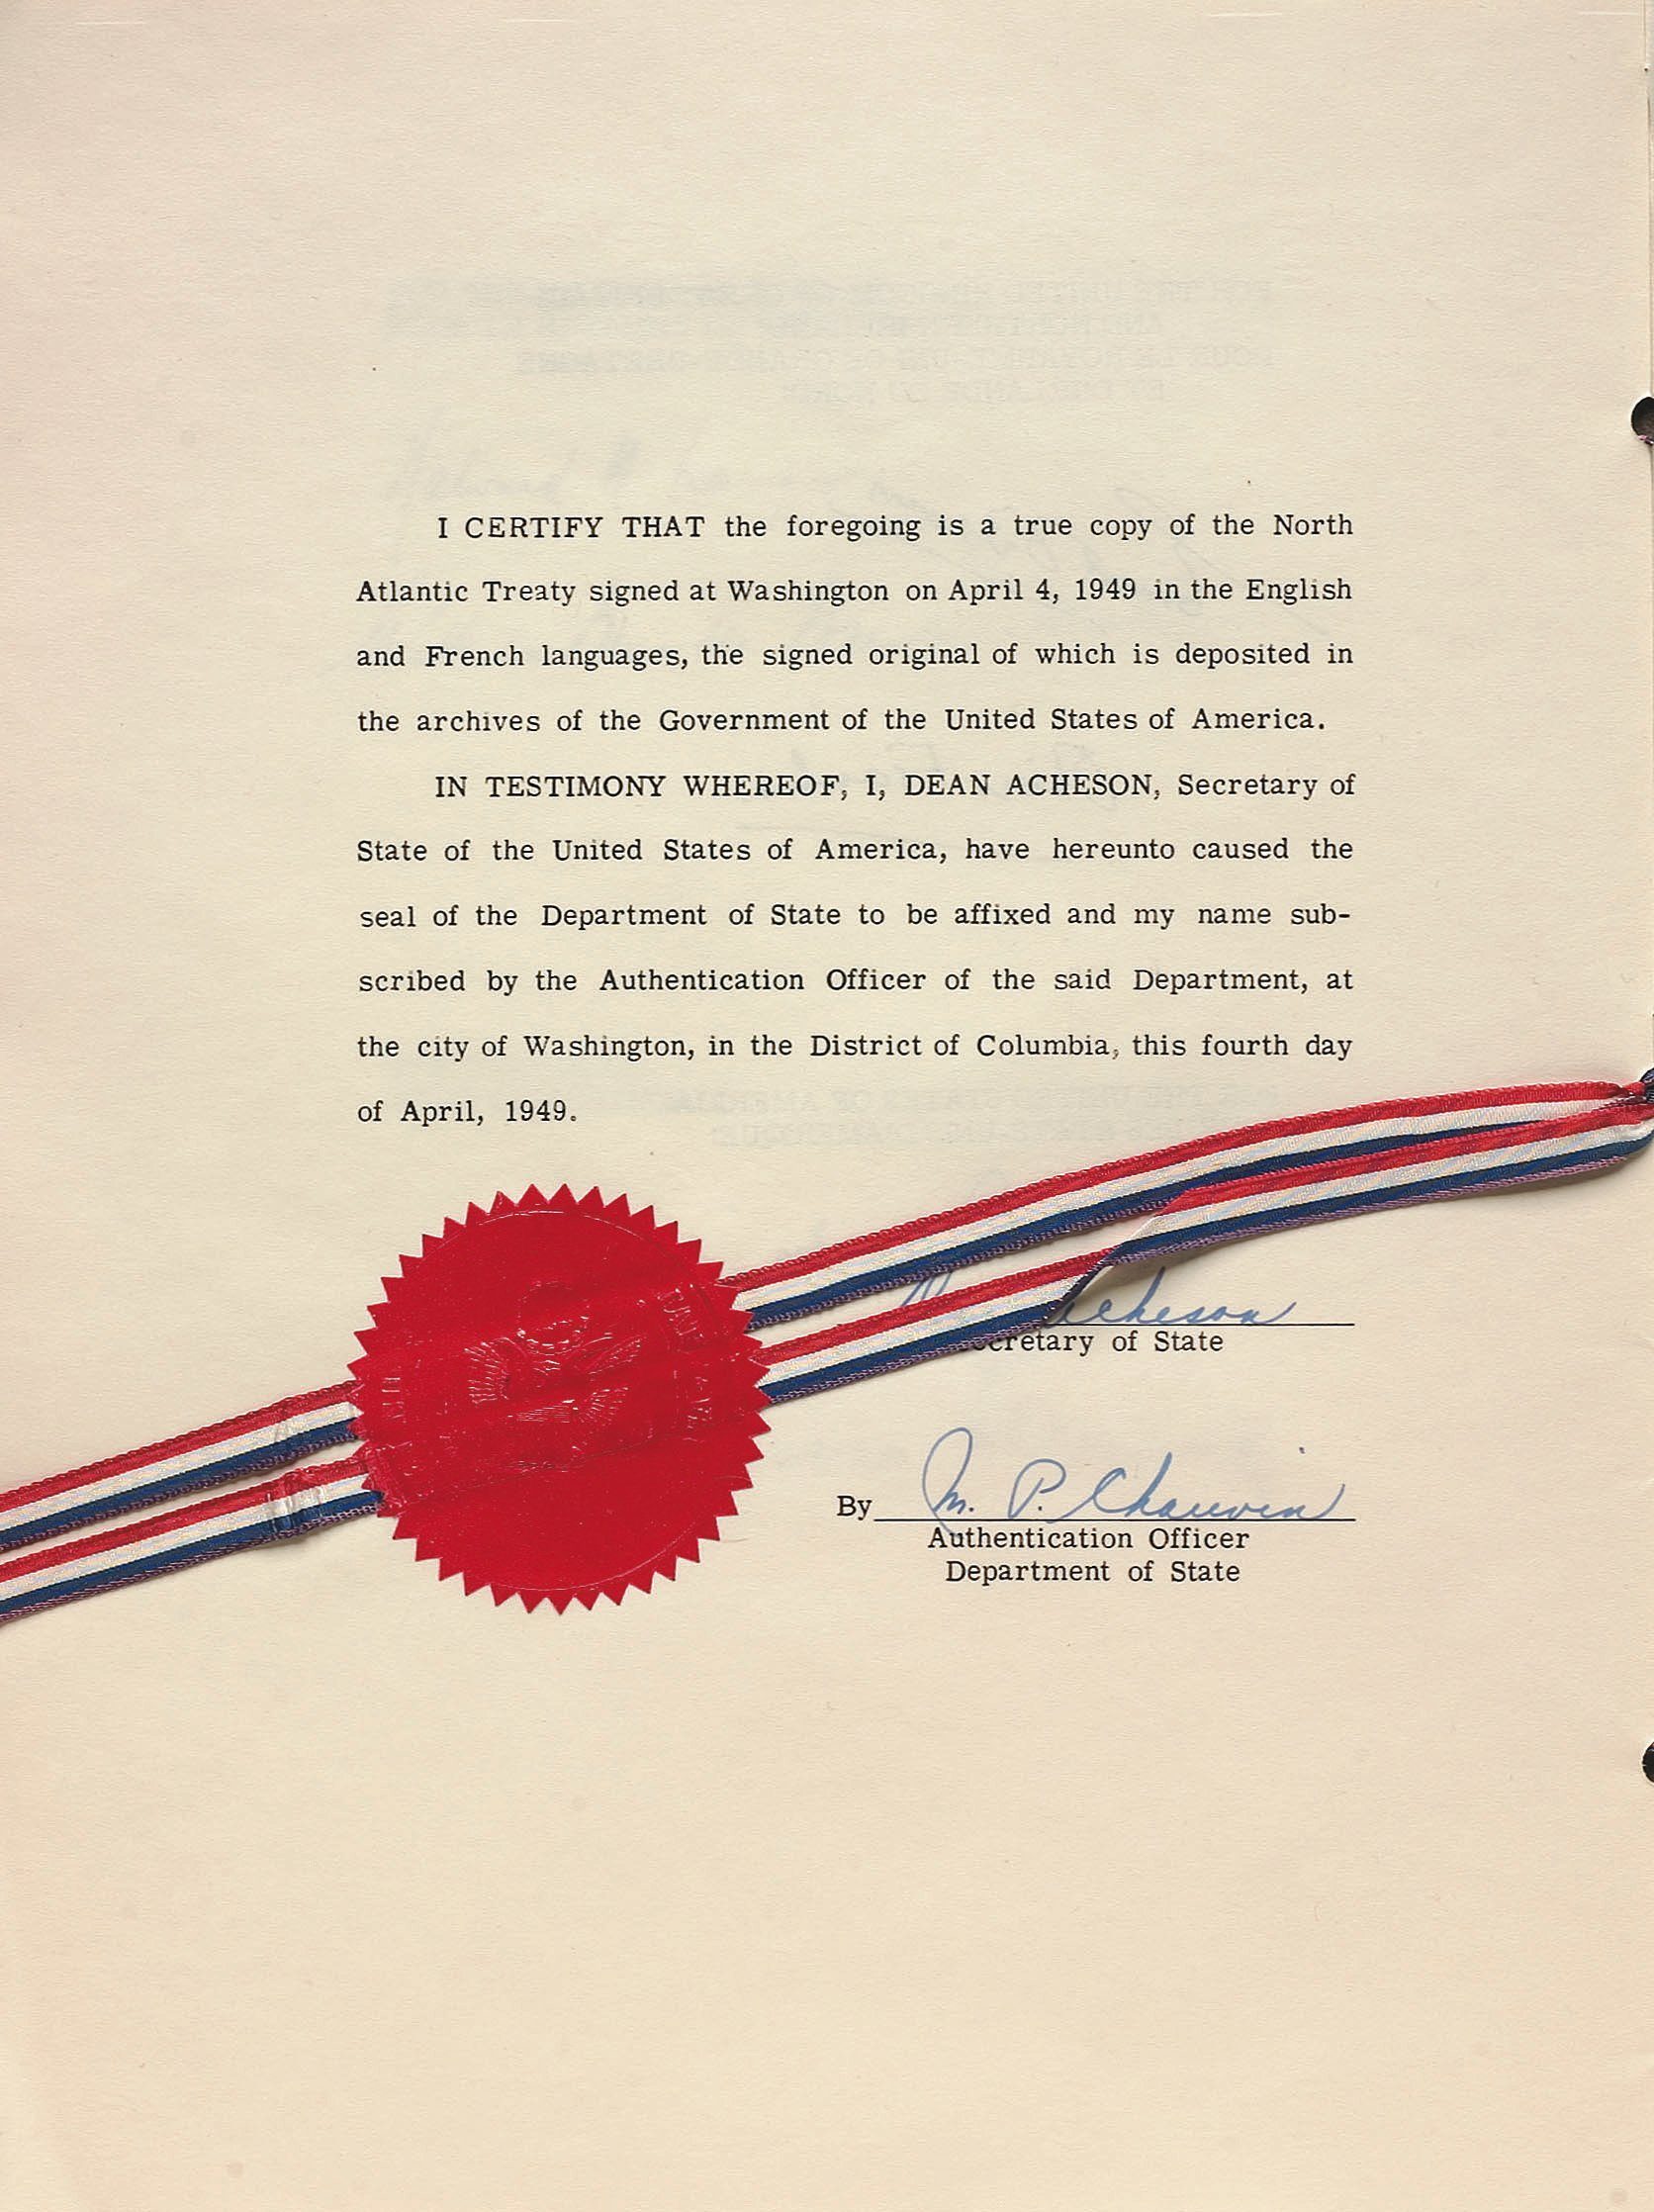 I CERTIFY THAT the foregoing is a true copy of the North
Atlantic Treaty signed at Washington on April 4, 1949 in the English
and French languages, the signed original of which is deposited in
the archives of the Government of the United States of America.
IN TESTIMONY WHEREOF, I, DEAN ACHESON, Secretary of
State of the United States of America, have hereunto caused the
seal of the Department of State to be affixed and my name sub-
scribed by the Authentication Officer of the said Department, at
the city of Washington, in the District of Columbia, this fourth day
of April, 1949.
Acheson
Secretary of State
By M. P. Chauvin
Authentication Officer
Department of State